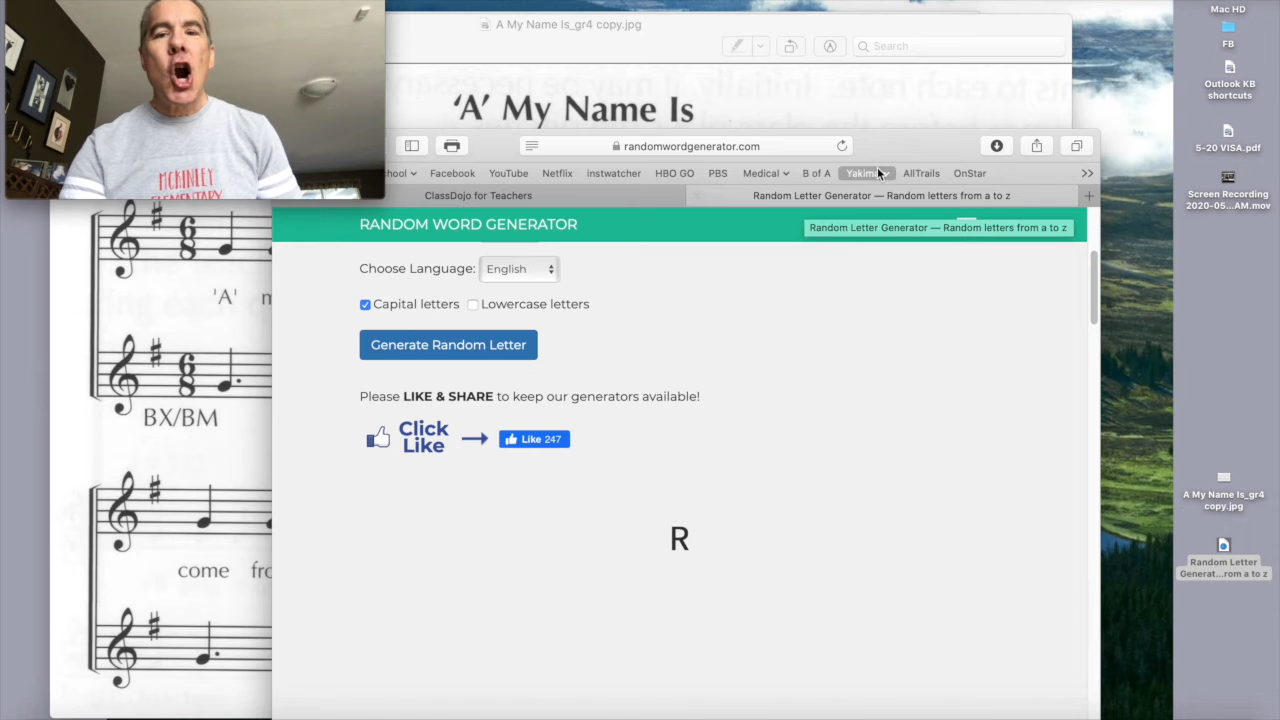 A My Name Is_gr4 copy.jpg
Search
'A' My Name Is
randomwordgenerator.com
Facebook YouTube Netflix instwatcher HBO GO PBS Medical B of A AllTrails OnStar
ClassDojo for Teachers
Random Letter Generator — Random letters from a to z
RANDOM WORD GENERATOR
Random Letter Generator — Random letters from a to z
Choose Language: English
Capital letters Lowercase letters
Generate Random Letter
Please LIKE & SHARE to keep our generators available!
Click
Like
Like 247
R
6
8
'A'
6
8
BX/BM
come
McKINLEY
ELEMENTARY
Mac HD
FB
Outlook KB
shortcuts
5-20 VISA.pdf
Screen Recording
2020-05...AM.mov
A My Name Is_gr4
copy.jpg
Random Letter
Generat...rom a to z